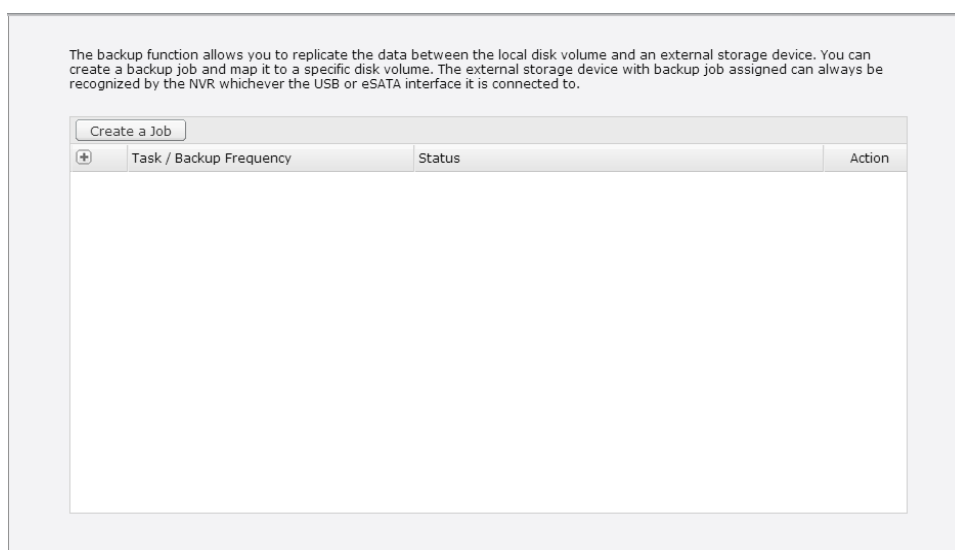 The backup function allows you to replicate the data between the local disk volume and an external storage device. You can
create a backup job and map it to a specific disk volume. The external storage device with backup job assigned can always be
recognized by the NVR whichever the USB or eSATA interface it is connected to.
Create a Job
Task / Backup Frequency Status Action